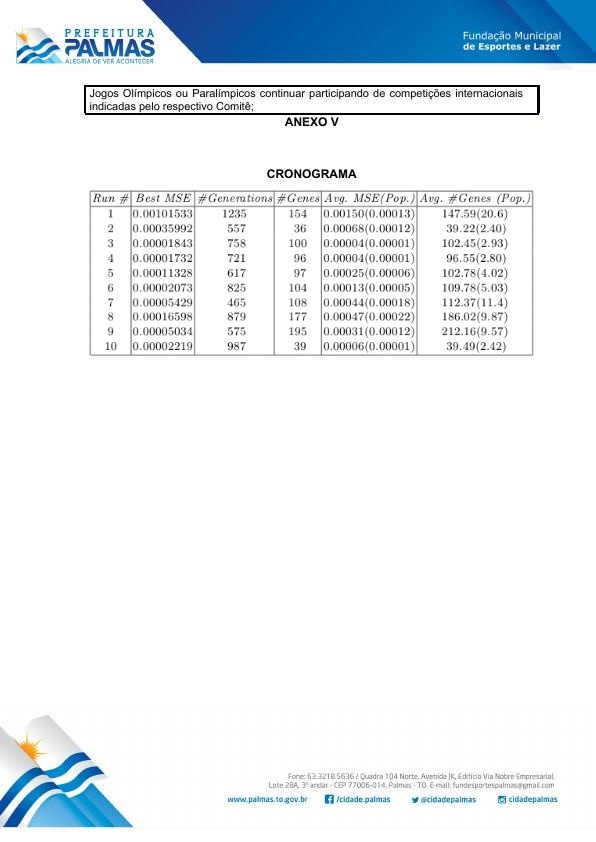 PREFEITURA
PALMAS
ALEGRIA DE VER ACONTECER
Fundação Municipal
de Esportes e Lazer
Jogos Olímpicos ou Paralímpicos continuar participando de competições internacionais
indicadas pelo respectivo Comitê;
ANEXO V
CRONOGRAMA
Run # Best MSE #Generations #Genes Avg. MSE(Pop.) Avg. #Genes (Pop.)
1 0.00101533 1235 154 0.00150(0.00013) 147.59(20.6)
2 0.00035992 557 36 0.00068(0.00012) 39.22(2.40)
3 0.00001843 758 100 0.00004(0.00001) 102.45(2.93)
4 0.00001732 721 96 0.00004(0.00001) 96.55(2.80)
5 0.00011328 617 97 0.00025(0.00006) 102.78(4.02)
6 0.00002073 825 104 0.00013(0.00005) 109.78(5.03)
7 0.00005429 465 108 0.00044(0.00018) 112.37(11.4)
8 0.00016598 879 177 0.00047(0.00022) 186.02(9.87)
9 0.00005034 575 195 0.00031(0.00012) 212.16(9.57)
10 0.00002219 987 39 0.00006(0.00001) 39.49(2.42)
Fone: 63.3218.5636 / Quadra 104 Norte, Avenida JK, Edifício Via Nobre Empresarial,
Lote 28A, 3º andar - CEP 77006-014, Palmas - TO. E-mail: fundesportespalmas@gmail.com
www.palmas.to.gov.br /cidade.palmas @cidadepalmas cidadepalmas